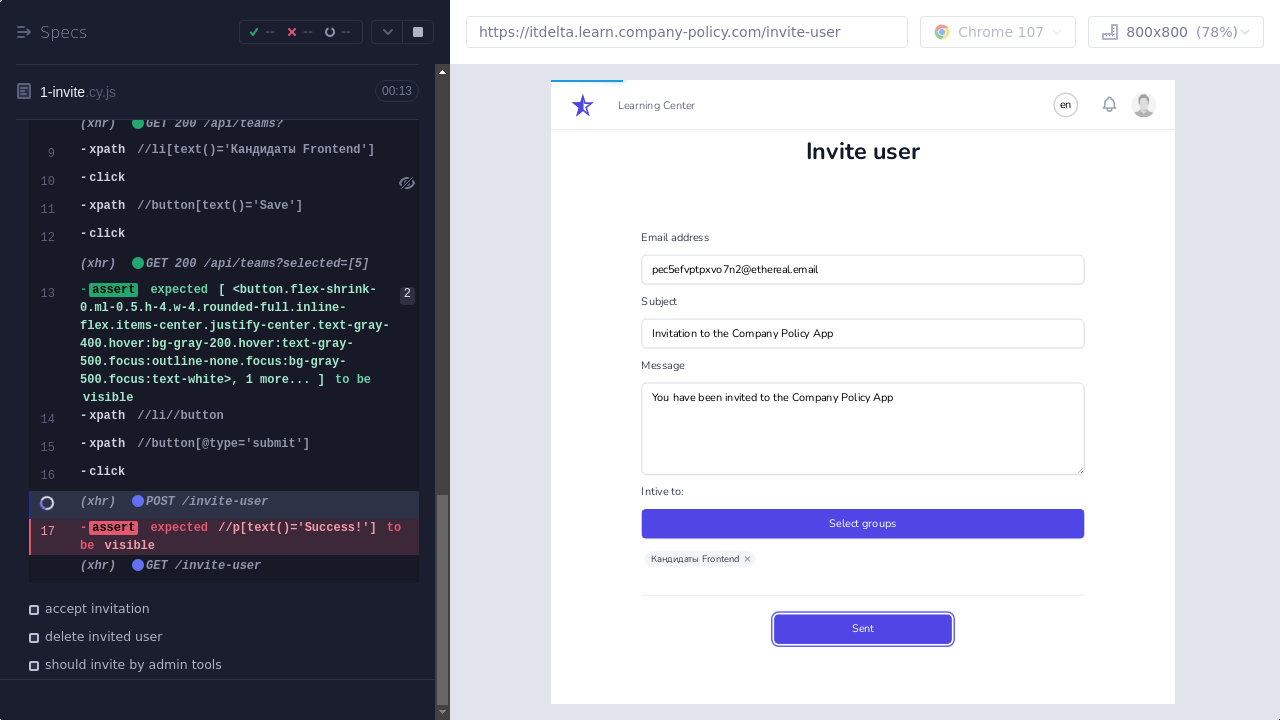 Specs
--
--
--
1-invite.cy.js
00:13
(xhr) GET 200 /api/teams?
9 -xpath //li[text()='Кандидаты Frontend']
10 -click
11 -xpath //button[text()='Save']
12 -click
(xhr) GET 200 /api/teams?selected=[5]
13 -assert expected [ <button.flex-shrink-
0.ml-0.5.h-4.w-4.rounded-full.inline-
flex.items-center.justify-center.text-gray-
400.hover:bg-gray-200.hover:text-gray-
500.focus:outline-none.focus:bg-gray-
500.focus:text-white>, 1 more... ] to be
visible
2
14 -xpath //li//button
15 -xpath //button[@type='submit']
16 -click
(xhr) POST /invite-user
17 -assert expected //p[text()='Success!'] to
be visible
(xhr) GET /invite-user
accept invitation
delete invited user
should invite by admin tools
https://itdelta.learn.company-policy.com/invite-user
Chrome 107
800x800 (78%)
Learning Center
en
Invite user
Email address
pec5efvptpxvo7n2@ethereal.email
Subject
Invitation to the Company Policy App
Message
You have been invited to the Company Policy App
Intive to:
Select groups
Кандидаты Frontend
Sent